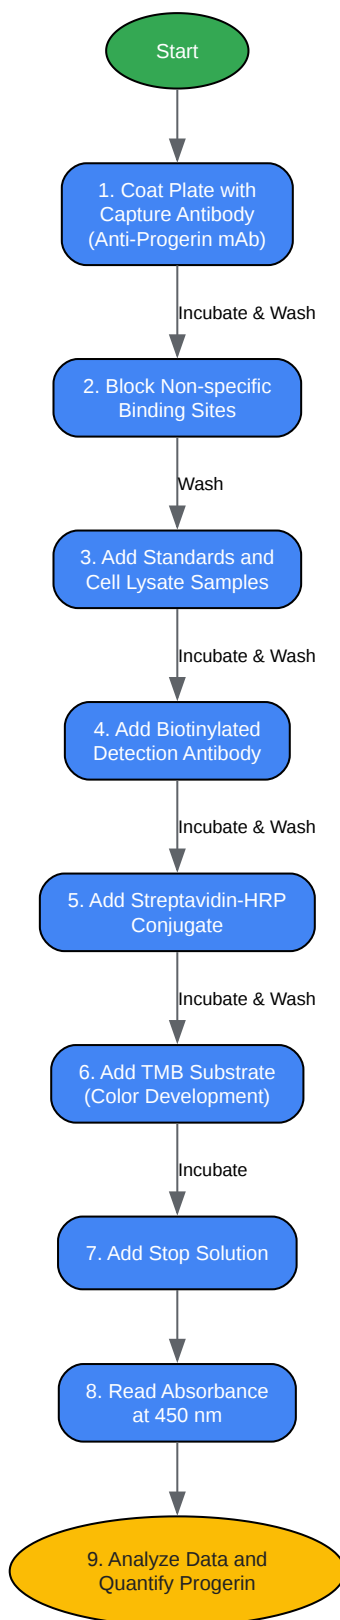 Start
1. Coat Plate with
Capture Antibody
(Anti-Progerin mAb)
Incubate & Wash
2. Block Non-specific
Binding Sites
Wash
3. Add Standards and
Cell Lysate Samples
Incubate & Wash
4. Add Biotinylated
Detection Antibody
Incubate & Wash
5. Add Streptavidin-HRP
Conjugate
Incubate & Wash
6. Add TMB Substrate
(Color Development)
Incubate
7. Add Stop Solution
8. Read Absorbance
at 450 nm
9. Analyze Data and
Quantify Progerin